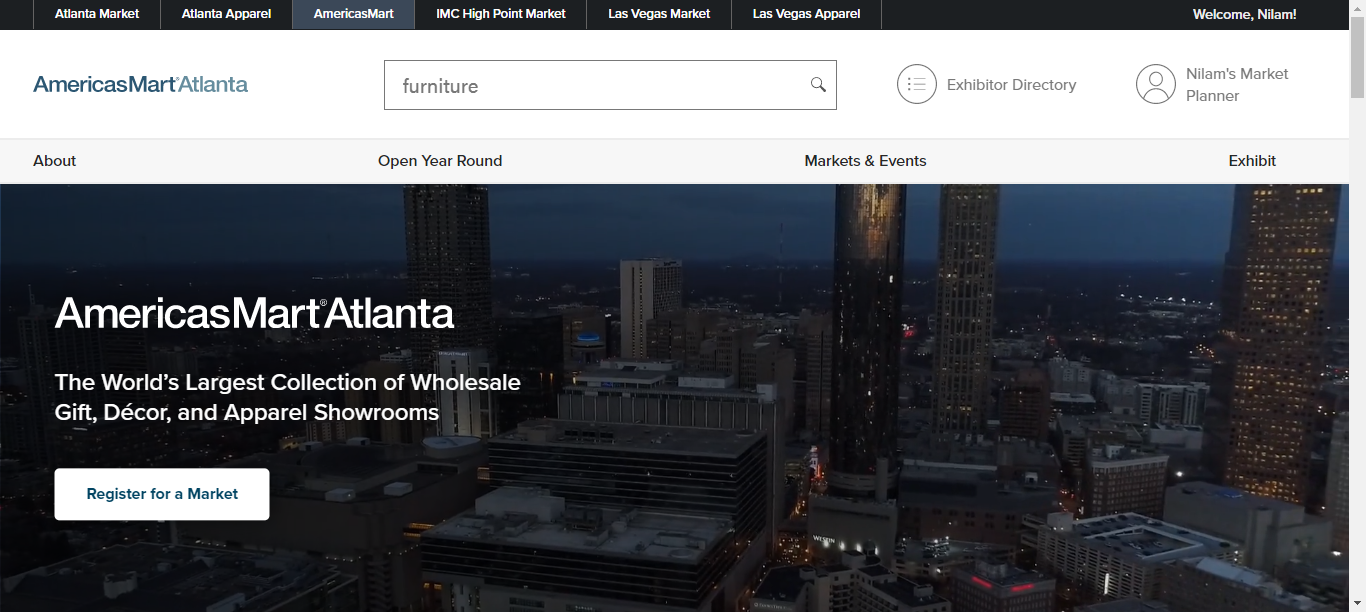 Atlanta Market Atlanta Apparel AmericasMart IMC High Point Market Las Vegas Market Las Vegas Apparel Welcome, Nilam!
AmericasMart®Atlanta furniture Exhibitor Directory Nilam's Market
Planner
About Open Year Round Markets & Events Exhibit
AmericasMart®Atlanta
The World’s Largest Collection of Wholesale
Gift, Décor, and Apparel Showrooms
Register for a Market
WESTIN